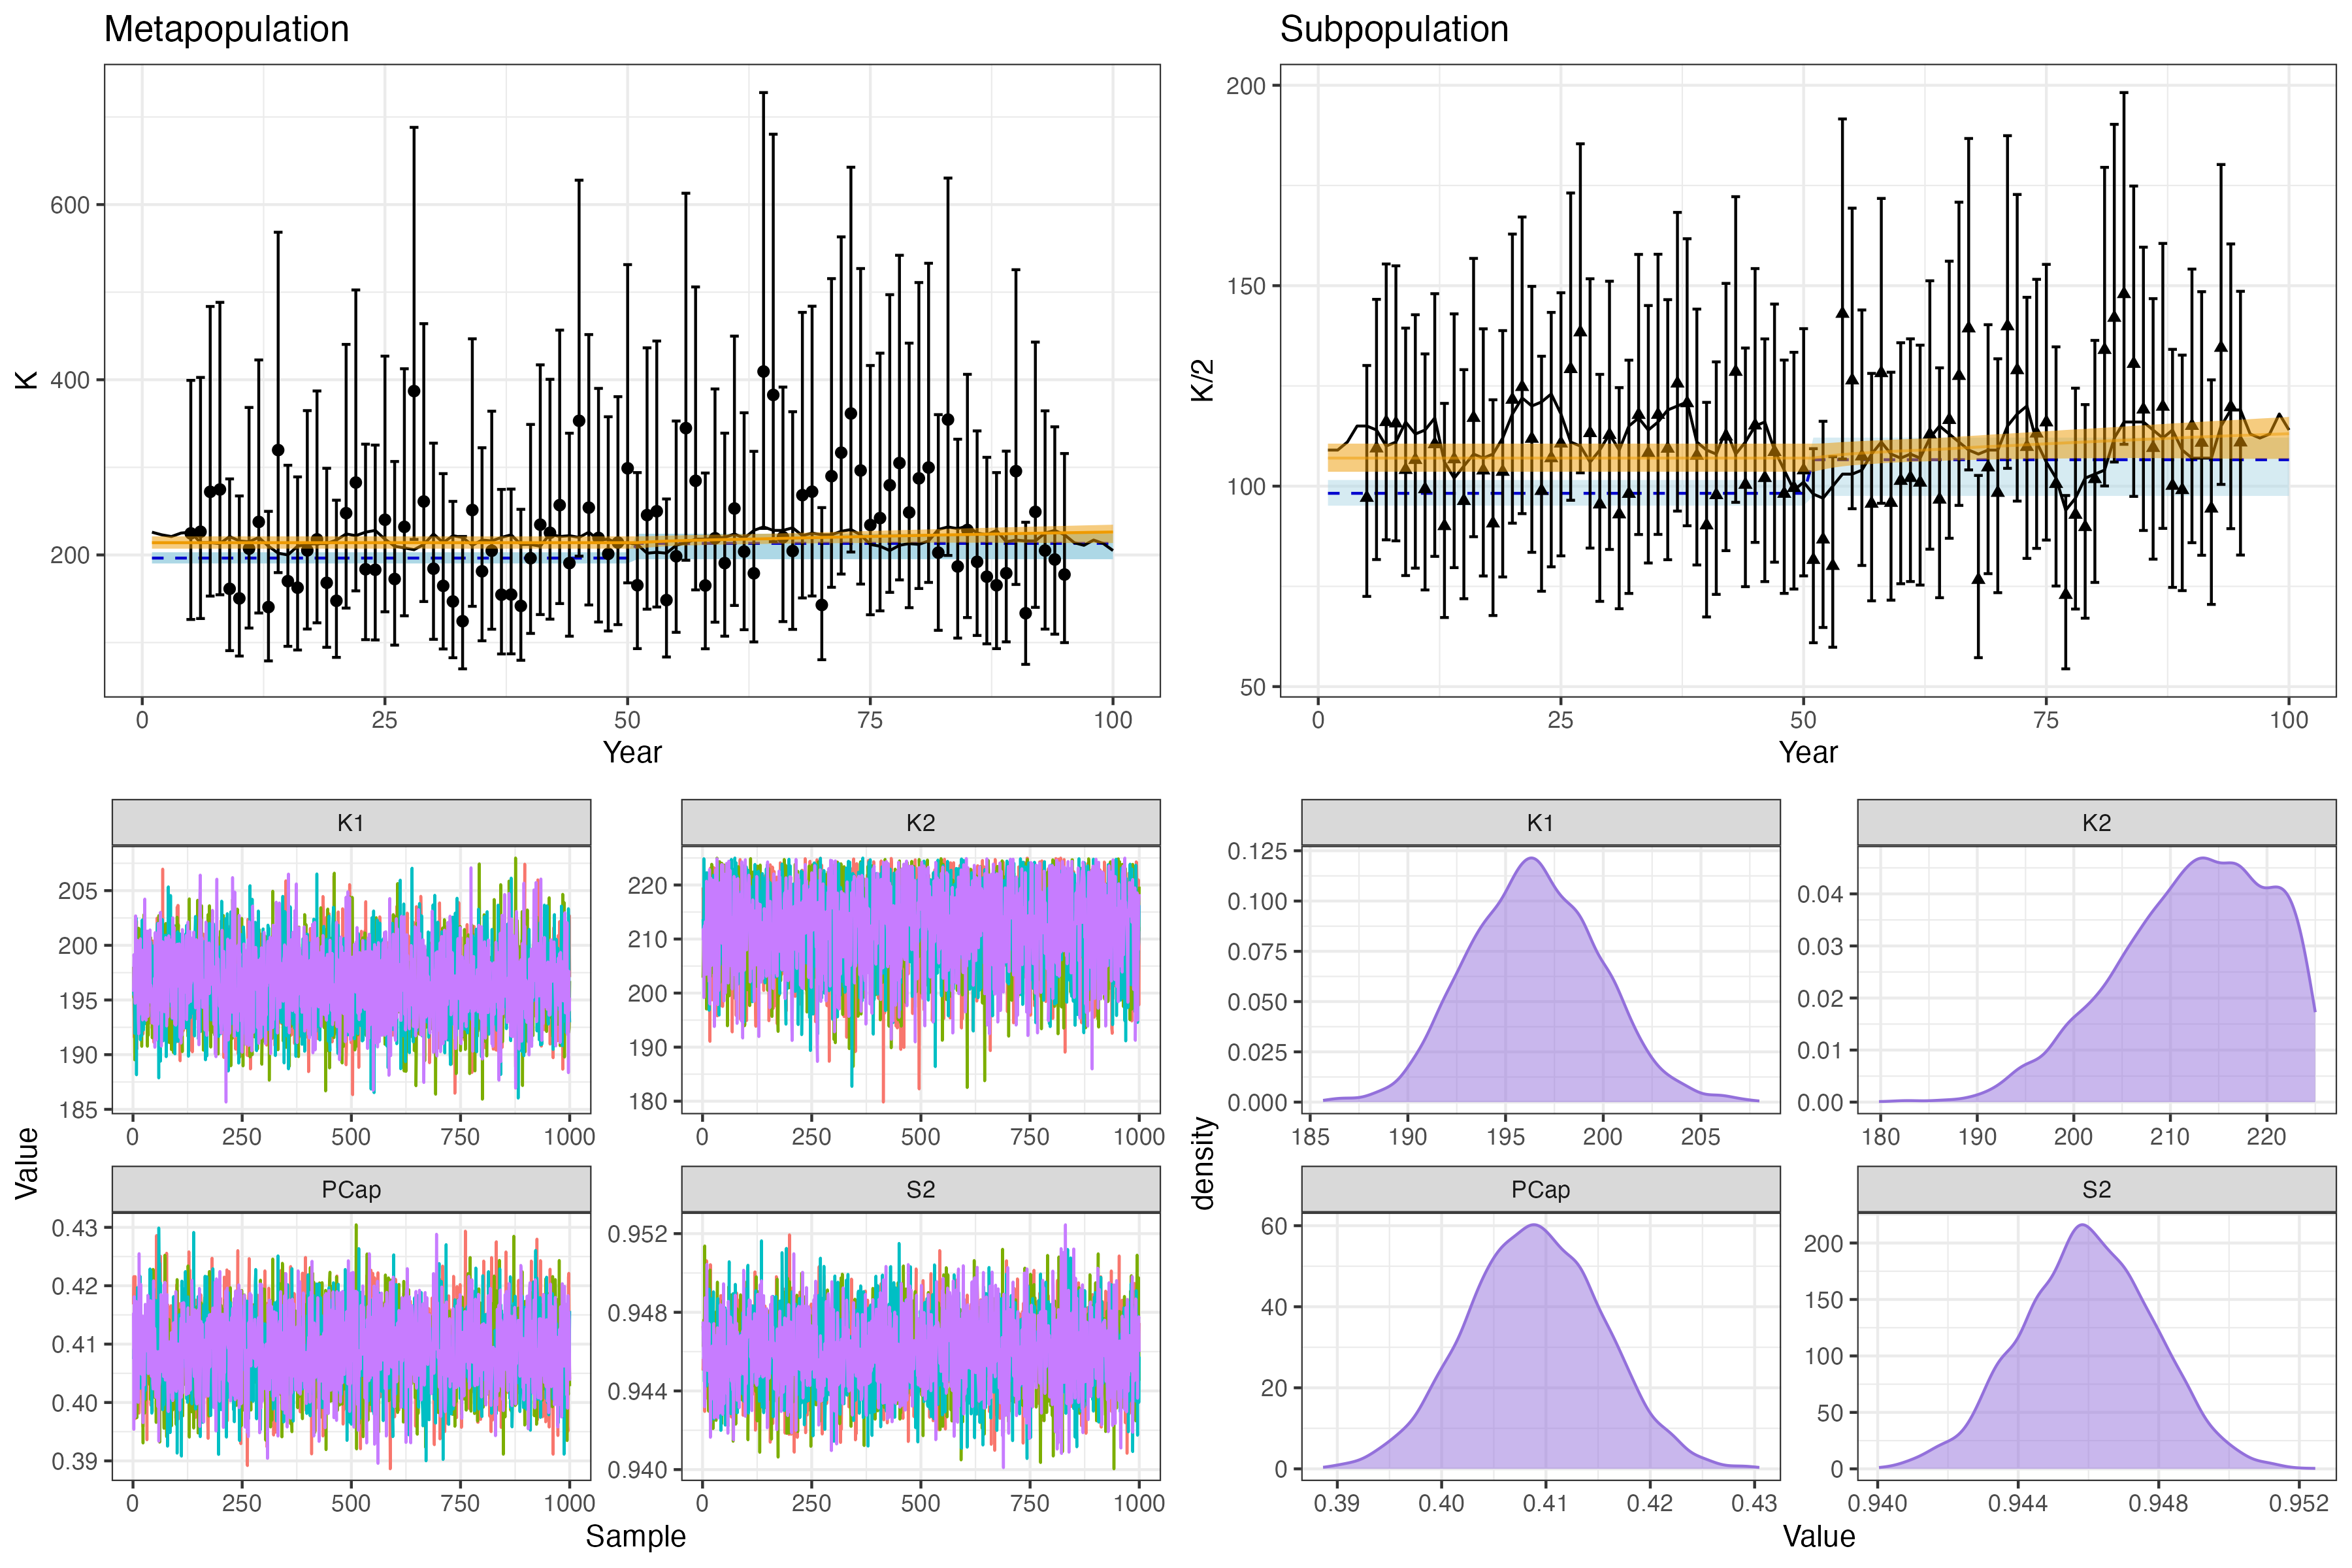 Metapopulation
K
600
400
200
0 25 50 75 100
Year
Subpopulation
K/2
200
150
100
50
0 25 50 75 100
Year
Value
K1
205
200
195
190
185
0 250 500 750 1000
K2
220
210
200
190
180
0 250 500 750 1000
PCap
0.43
0.42
0.41
0.40
0.39
0 250 500 750 1000
S2
0.952
0.948
0.944
0.940
0 250 500 750 1000
Sample
density
K1
0.125
0.100
0.075
0.050
0.025
0.000
185 190 195 200 205
K2
0.04
0.03
0.02
0.01
0.00
180 190 200 210 220
PCap
60
40
20
0
0.39 0.40 0.41 0.42 0.43
S2
200
150
100
50
0
0.940 0.944 0.948 0.952
Value